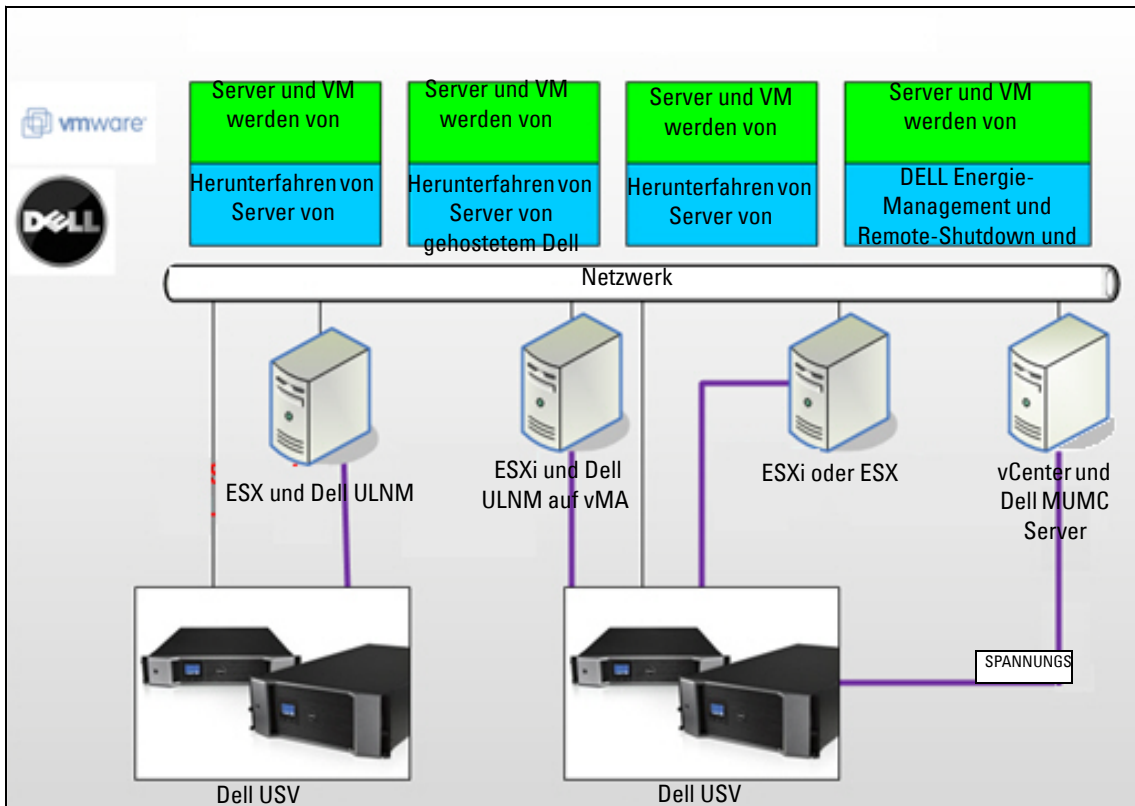 Server und VM
werden von
Server und VM
werden von
Server und VM
werden von
Server und VM
werden von
vmware
DELL
Herunterfahren von
Server von
Herunterfahren von
Server von
gehostetem Dell
Herunterfahren von
Server von
DELL Energie-
Management und
Remote-Shutdown und
Netzwerk
ESX und Dell ULNM
ESXi und Dell
ULNM auf vMA
ESXi oder ESX
vCenter und
Dell MUMC
Server
SPANNUNGS
Dell USV
Dell USV